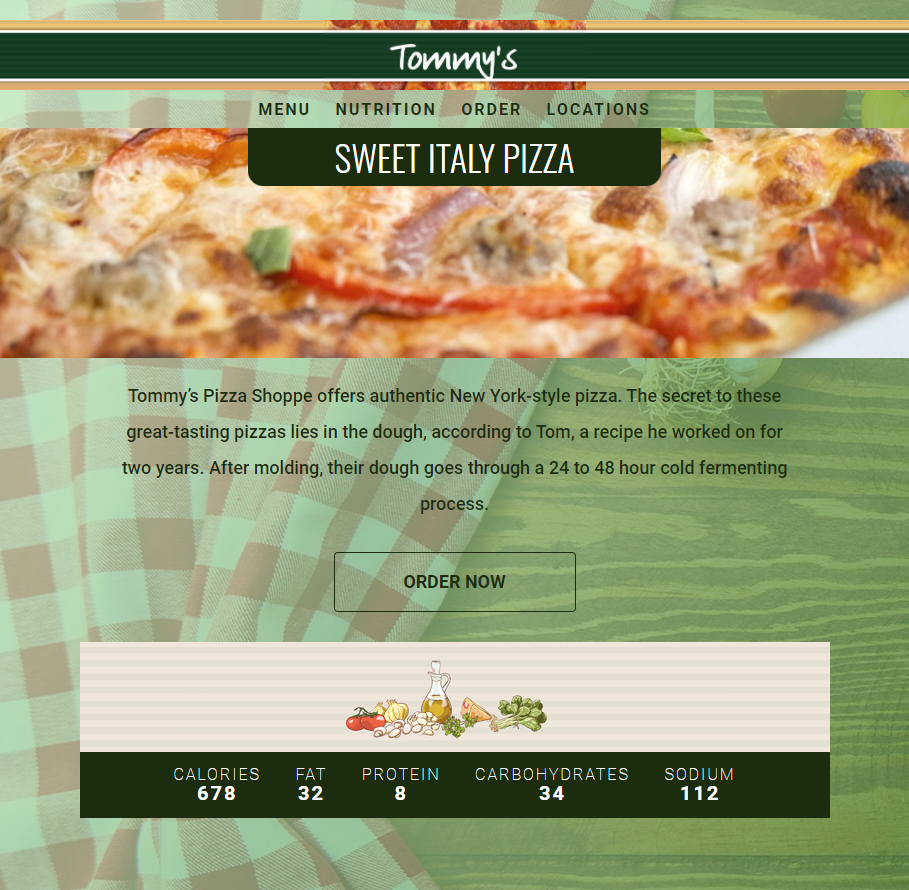 Tommy's
MENU NUTRITION ORDER LOCATIONS
SWEET ITALY PIZZA
Tommy’s Pizza Shoppe offers authentic New York-style pizza. The secret to these
great-tasting pizzas lies in the dough, according to Tom, a recipe he worked on for
two years. After molding, their dough goes through a 24 to 48 hour cold fermenting
process.
ORDER NOW
CALORIES FAT PROTEIN CARBOHYDRATES SODIUM
678 32 8 34 112